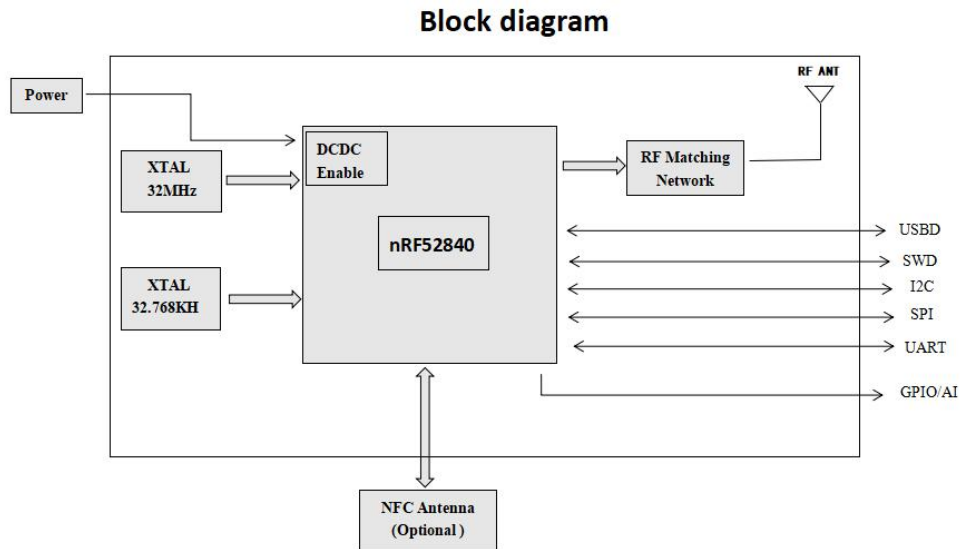 Block diagram
RF ANT
Power
DCDC
Enable
XTAL
32MHz
RF Matching
Network
nRF52840
USBD
SWD
XTAL
32.768KH
I2C
SPI
UART
GPIO/AI
NFC Antenna
(Optional )